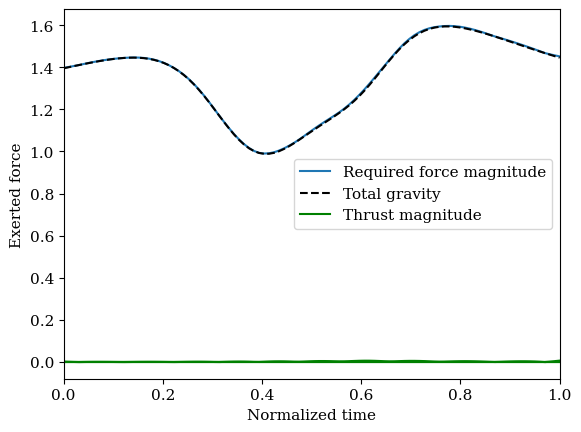 1.6
1.4
1.2
1.0
0.8
0.6
0.4
0.2
0.0
Exerted force
Required force magnitude
Total gravity
Thrust magnitude
0.0 0.2 0.4 0.6 0.8 1.0
Normalized time